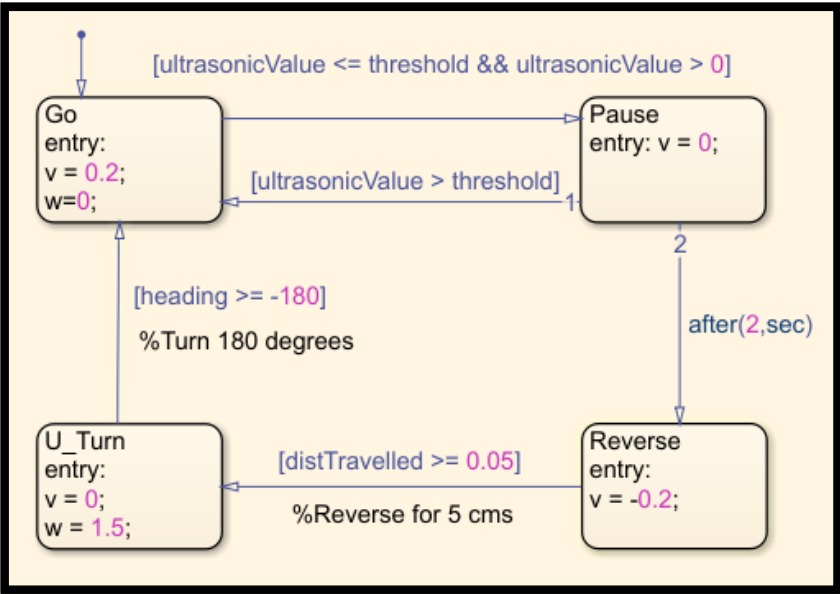 [ultrasonicValue <= threshold && ultrasonicValue > 0]
Go
entry:
v = 0.2;
w=0;
Pause
entry: v = 0;
[ultrasonicValue > threshold]
1
2
[heading >= -180]
%Turn 180 degrees
after(2,sec)
U_Turn
entry:
v = 0;
w = 1.5;
[distTravelled >= 0.05]
%Reverse for 5 cms
Reverse
entry:
v = -0.2;